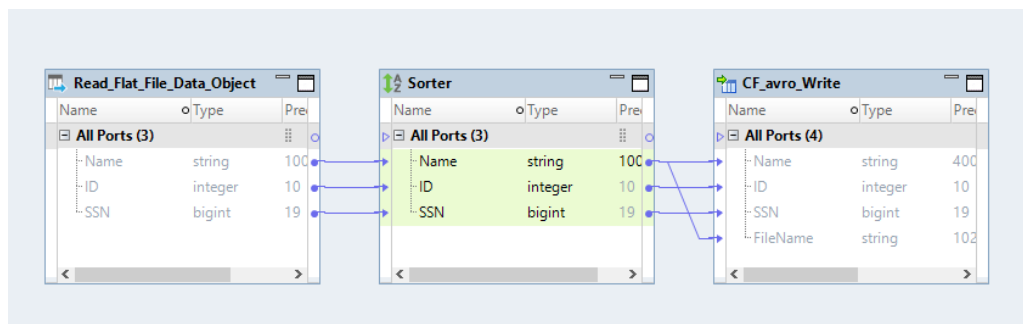 Read_Flat_File_Data_Object
Name Type Pre
All Ports (3)
Name string 100
ID integer 10
SSN bigint 19
Sorter
Name Type Pre
All Ports (3)
Name string 100
ID integer 10
SSN bigint 19
CF_avro_Write
Name Type Pre
All Ports (4)
Name string 400
ID integer 10
SSN bigint 19
FileName string 102